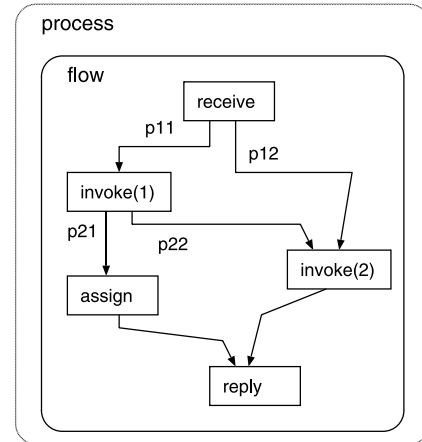 process
flow
receive
p11
p12
invoke(1)
p21
p22
invoke(2)
assign
reply